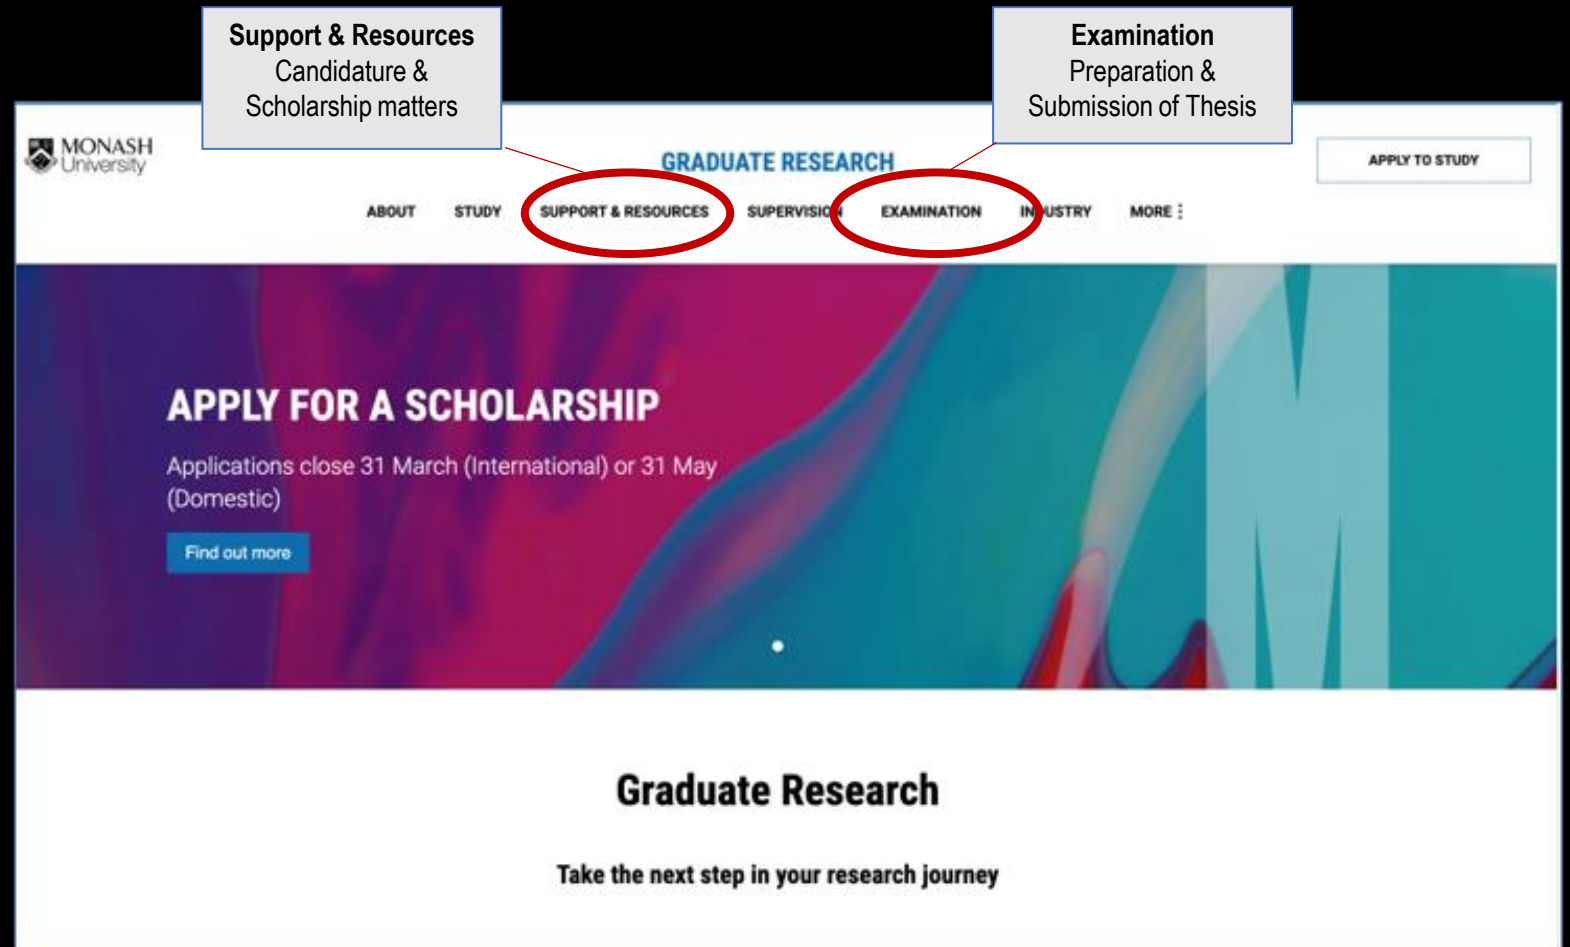 Support & Resources
Candidature &
Scholarship matters
Examination
Preparation &
Submission of Thesis
MONASH
University
GRADUATE RESEARCH
APPLY TO STUDY
ABOUT STUDY SUPPORT & RESOURCES SUPERVISION EXAMINATION INDUSTRY MORE
APPLY FOR A SCHOLARSHIP
Applications close 31 March (International) or 31 May
(Domestic)
Find out more
M
Graduate Research
Take the next step in your research journey